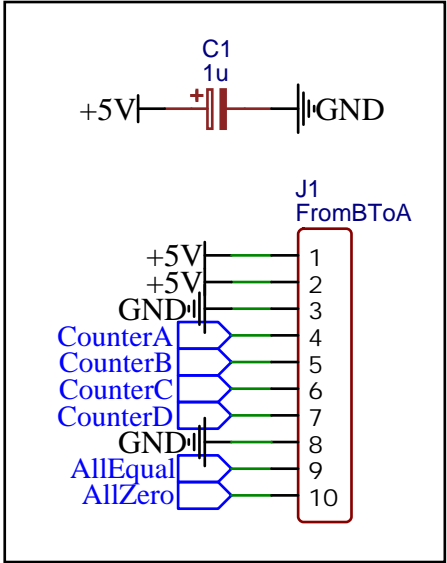 C1
1u
+5V GND
J1
FromBToA
+5V 1
+5V 2
GND 3
CounterA 4
CounterB 5
CounterC 6
CounterD 7
GND 8
AllEqual 9
AllZero 10